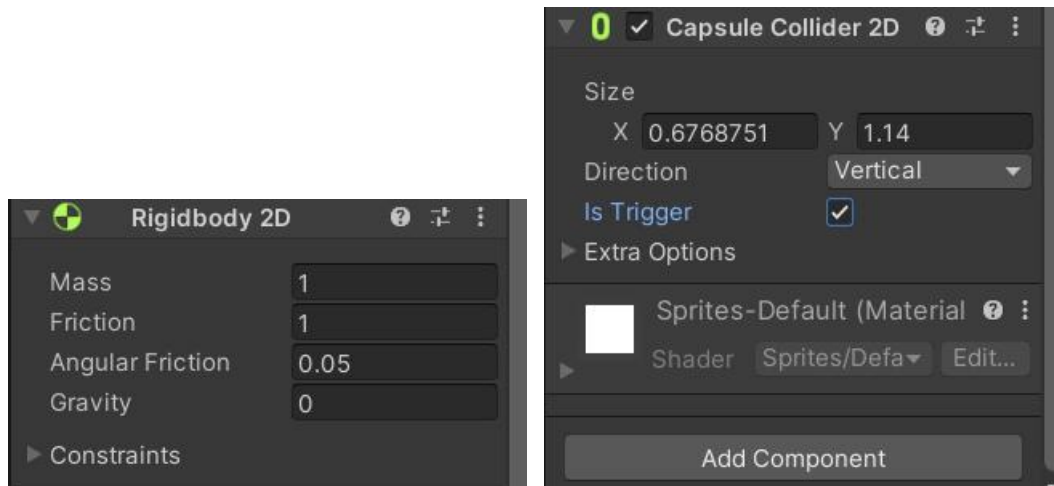 Rigidbody 2D
Mass 1
Friction 1
Angular Friction 0.05
Gravity 0
Constraints
Capsule Collider 2D
Size
X 0.6768751 Y 1.14
Direction Vertical
Is Trigger
Extra Options
Sprites-Default (Material
Shader Sprites/Defa Edit...
Add Component